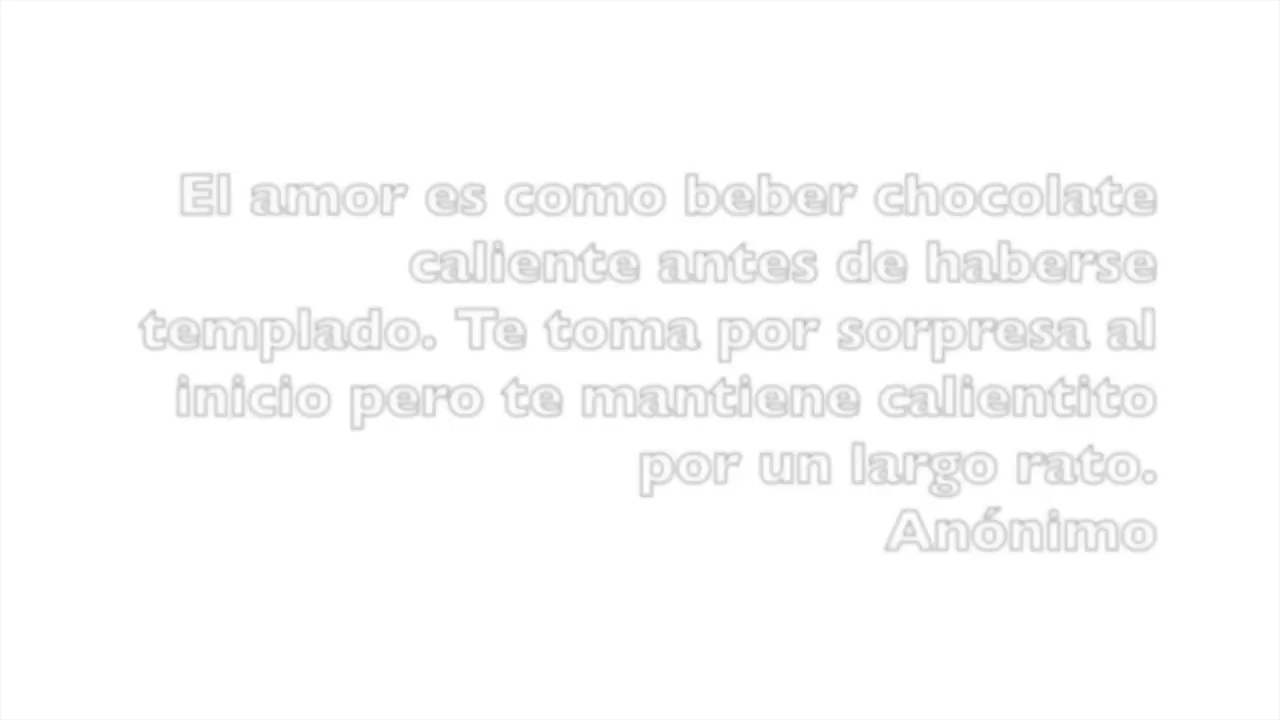 El amor es como beber chocolate
caliente antes de haberse
templado. Te toma por sorpresa al
inicio pero te mantiene calientito
por un largo rato.
Anónimo